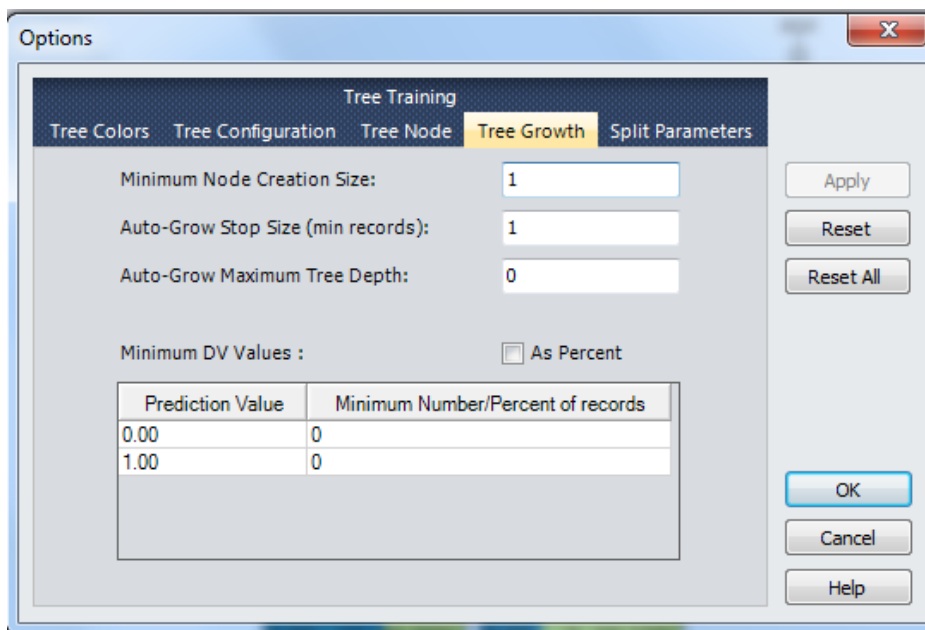 Options
Tree Training
Tree Colors Tree Configuration Tree Node Tree Growth Split Parameters
Minimum Node Creation Size: 1
Apply
Auto-Grow Stop Size (min records): 1
Reset
Auto-Grow Maximum Tree Depth: 0
Reset All
Minimum DV Values : As Percent
Prediction Value Minimum Number/Percent of records
0.00 0
1.00 0
OK
Cancel
Help